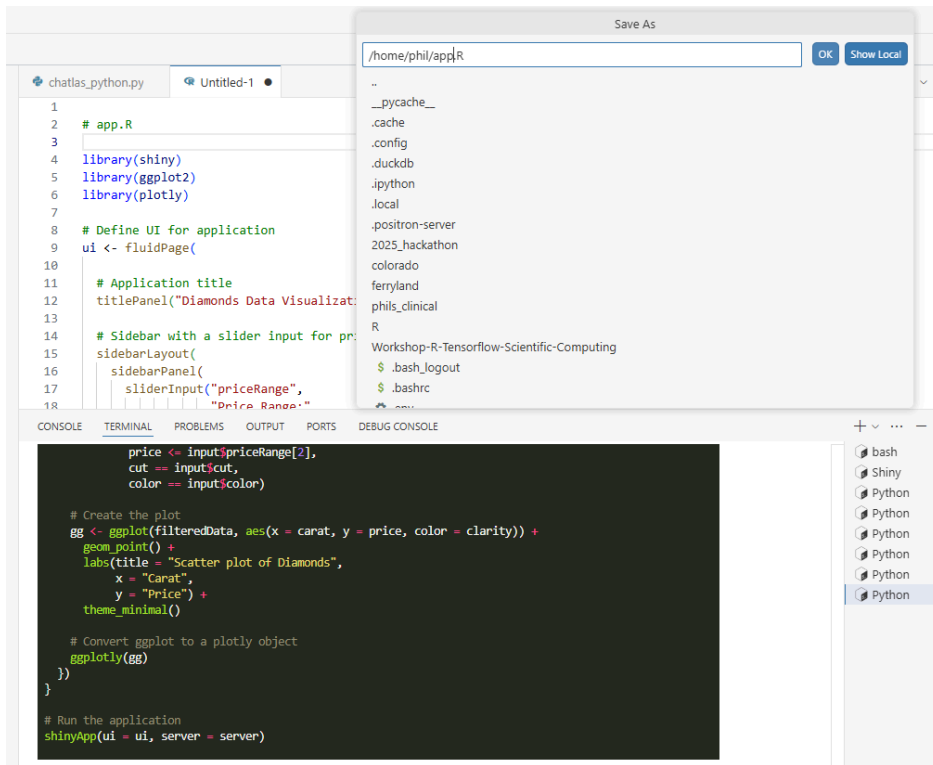 Save As
/home/phil/app.R
OK
Show Local
..
__pycache__
.cache
.config
.duckdb
.ipython
.local
.positron-server
2025_hackathon
colorado
ferryland
phils_clinical
R
Workshop-R-Tensorflow-Scientific-Computing
$ .bash_logout
$ .bashrc
chatlas_python.py
Untitled-1
1
2 # app.R
3
4 library(shiny)
5 library(ggplot2)
6 library(plotly)
7
8 # Define UI for application
9 ui <- fluidPage(
10
11 # Application title
12 titlePanel("Diamonds Data Visualizati
13
14 # Sidebar with a slider input for pri
15 sidebarLayout(
16 sidebarPanel(
17 sliderInput("priceRange",
18 "Price Range:"
CONSOLE TERMINAL PROBLEMS OUTPUT PORTS DEBUG CONSOLE
price <= input$priceRange[2],
cut == input$cut,
color == input$color)
# Create the plot
gg <- ggplot(filteredData, aes(x = carat, y = price, color = clarity)) +
geom_point() +
labs(title = "Scatter plot of Diamonds",
x = "Carat",
y = "Price") +
theme_minimal()
# Convert ggplot to a plotly object
ggplotly(gg)
})
}
# Run the application
shinyApp(ui = ui, server = server)
bash
Shiny
Python
Python
Python
Python
Python
Python